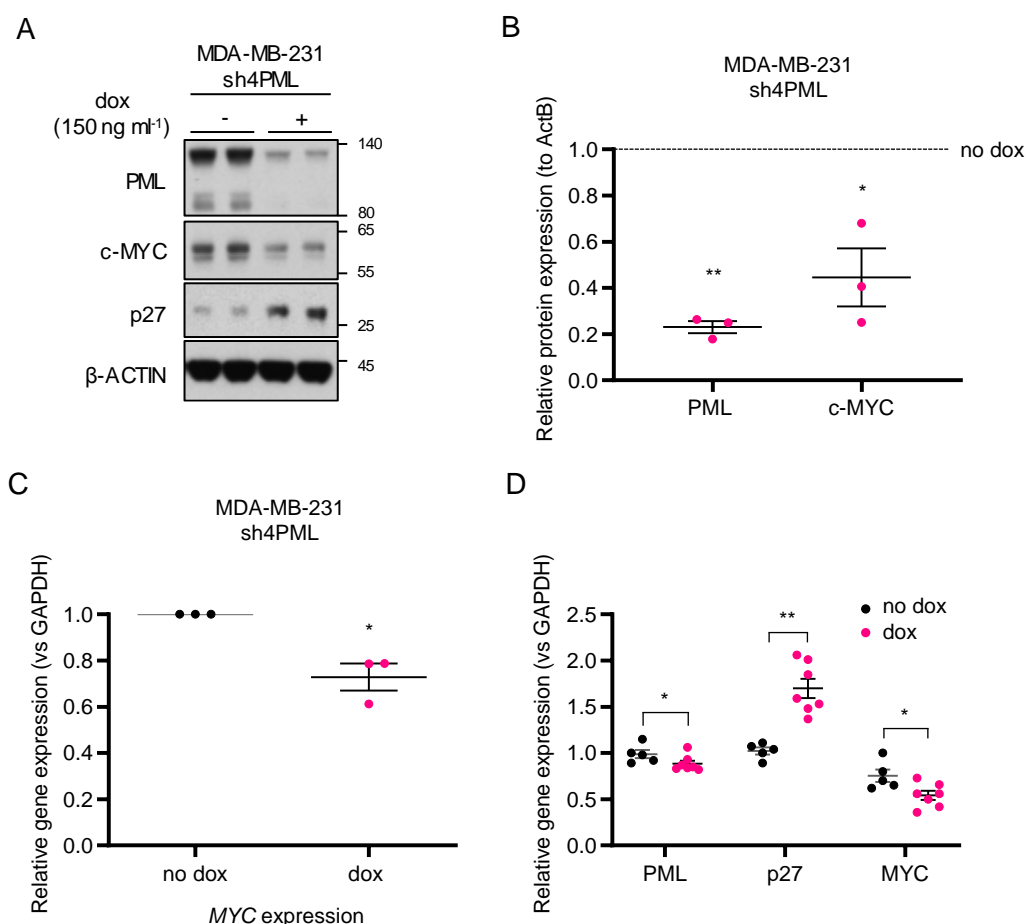 A
MDA-MB-231
sh4PML
dox
(150 ng ml-1)
-
+
PML
140
80
c-MYC
65
55
p27
25
β-ACTIN
45
B
MDA-MB-231
sh4PML
Relative protein expression (to ActB)
1.0
0.8
0.6
0.4
0.2
0.0
no dox
**
*
PML
c-MYC
C
MDA-MB-231
sh4PML
Relative gene expression (vs GAPDH)
1.0
0.8
0.6
0.4
0.2
0.0
*
no dox
dox
MYC expression
D
Relative gene expression (vs GAPDH)
2.5
2.0
1.5
1.0
0.5
0.0
no dox
dox
*
**
*
PML
p27
MYC